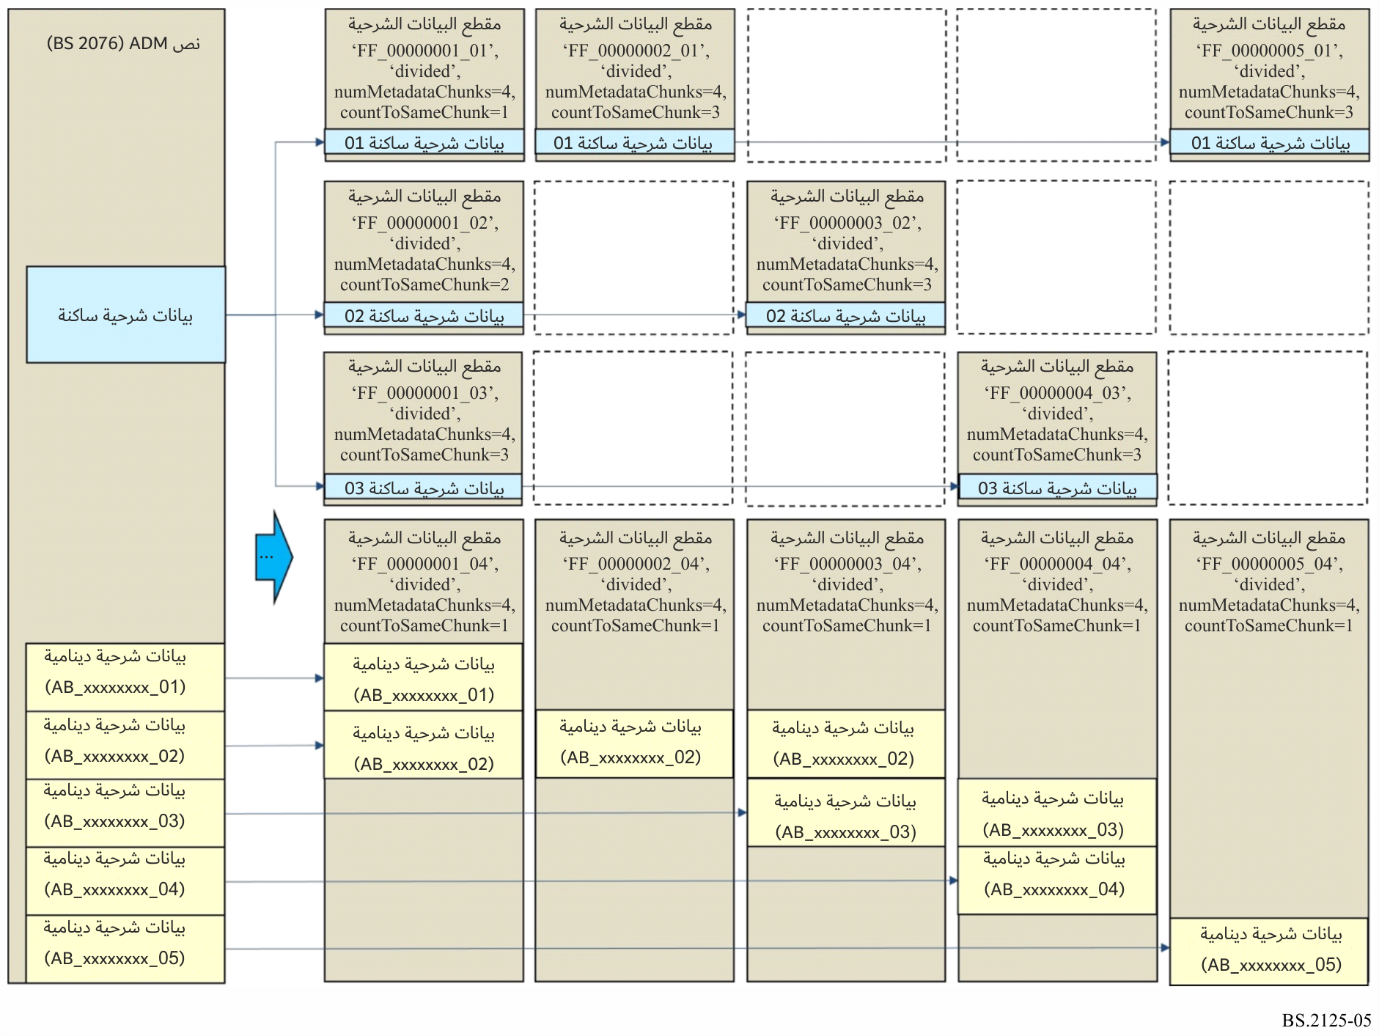 نص BS 2076) ADM)
مقطع البيانات الشرحية
‘FF_00000001_01’,
‘divided’,
numMetadataChunks=4,
countToSameChunk=1
بيانات شرحية ساكنة 01
مقطع البيانات الشرحية
‘FF_00000002_01’,
‘divided’,
numMetadataChunks=4,
countToSameChunk=3
بيانات شرحية ساكنة 01
مقطع البيانات الشرحية
‘FF_00000005_01’,
‘divided’,
numMetadataChunks=4,
countToSameChunk=3
بيانات شرحية ساكنة 01
مقطع البيانات الشرحية
‘FF_00000001_02’,
‘divided’,
numMetadataChunks=4,
countToSameChunk=2
بيانات شرحية ساكنة 02
مقطع البيانات الشرحية
‘FF_00000003_02’,
‘divided’,
numMetadataChunks=4,
countToSameChunk=3
بيانات شرحية ساكنة 02
بيانات شرحية ساكنة
مقطع البيانات الشرحية
‘FF_00000001_03’,
‘divided’,
numMetadataChunks=4,
countToSameChunk=3
بيانات شرحية ساكنة 03
مقطع البيانات الشرحية
‘FF_00000004_03’,
‘divided’,
numMetadataChunks=4,
countToSameChunk=3
بيانات شرحية ساكنة 03
...
مقطع البيانات الشرحية
‘FF_00000001_04’,
‘divided’,
numMetadataChunks=4,
countToSameChunk=1
مقطع البيانات الشرحية
‘FF_00000002_04’,
‘divided’,
numMetadataChunks=4,
countToSameChunk=1
مقطع البيانات الشرحية
‘FF_00000003_04’,
‘divided’,
numMetadataChunks=4,
countToSameChunk=1
مقطع البيانات الشرحية
‘FF_00000004_04’,
‘divided’,
numMetadataChunks=4,
countToSameChunk=1
مقطع البيانات الشرحية
‘FF_00000005_04’,
‘divided’,
numMetadataChunks=4,
countToSameChunk=1
بيانات شرحية دينامية
(AB_xxxxxxxx_01)
بيانات شرحية دينامية
(AB_xxxxxxxx_01)
بيانات شرحية دينامية
(AB_xxxxxxxx_02)
بيانات شرحية دينامية
(AB_xxxxxxxx_02)
بيانات شرحية دينامية
(AB_xxxxxxxx_02)
بيانات شرحية دينامية
(AB_xxxxxxxx_02)
بيانات شرحية دينامية
(AB_xxxxxxxx_03)
بيانات شرحية دينامية
(AB_xxxxxxxx_03)
بيانات شرحية دينامية
(AB_xxxxxxxx_03)
بيانات شرحية دينامية
(AB_xxxxxxxx_04)
بيانات شرحية دينامية
(AB_xxxxxxxx_04)
بيانات شرحية دينامية
(AB_xxxxxxxx_05)
بيانات شرحية دينامية
(AB_xxxxxxxx_05)
BS.2125-05